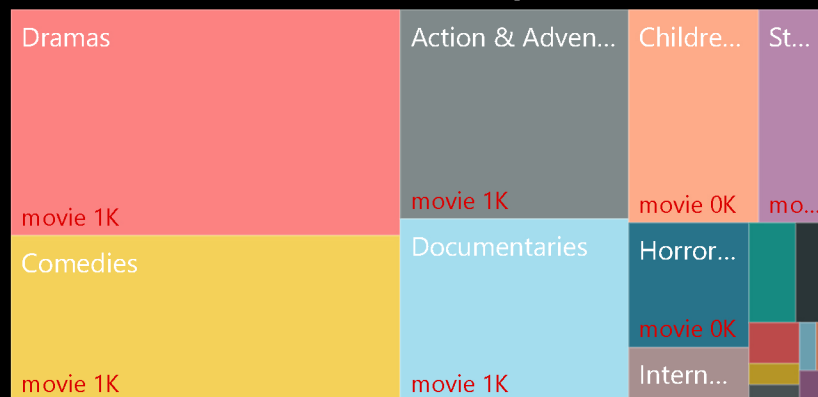 Dramas
movie 1K
Comedies
movie 1K
Action & Adven...
movie 1K
Documentaries
movie 1K
Childre...
movie 0K
St...
mo...
Horror...
movie 0K
Intern...